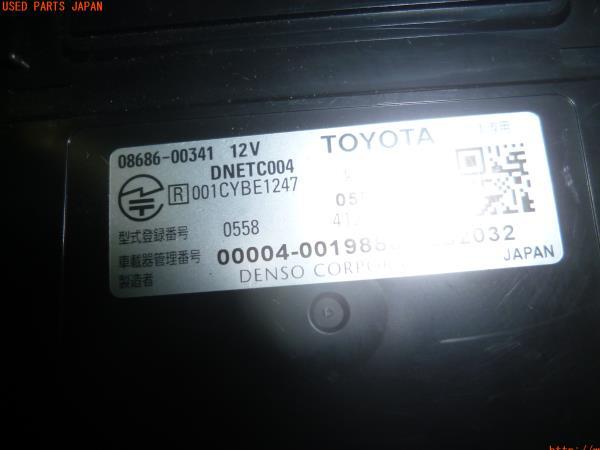 USED PARTS JAPAN
08686-00341 12V TOYOTA
DNETC004
R 001CYBE1247
型式登録番号 0558
車載器管理番号 00004-00198 2032
製造者 DENSO JAPAN